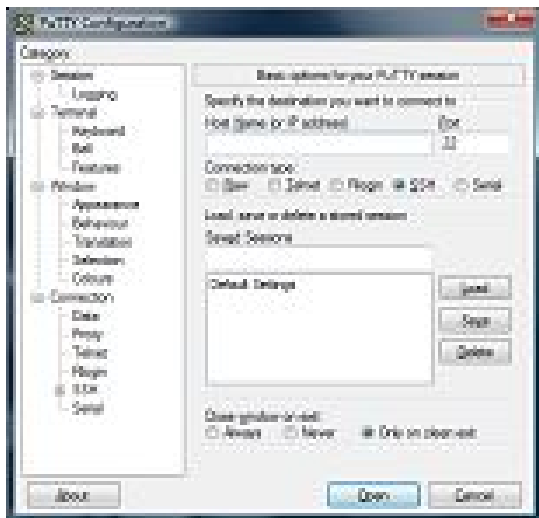 PuTTY Configuration
Category:
Session
Logging
Terminal
Keyboard
Bell
Features
Window
Appearance
Behaviour
Translation
Selection
Colours
Connection
Data
Proxy
Telnet
Rlogin
SSH
Serial
Basic options for your PuTTY session
Specify the destination you want to connect to
Host Name (or IP address)
Port
22
Connection type:
Raw Telnet Rlogin SSH Serial
Load, save or delete a stored session
Saved Sessions
Default Settings
Load
Save
Delete
Close window on exit:
Always Never Only on clean exit
About
Open
Cancel